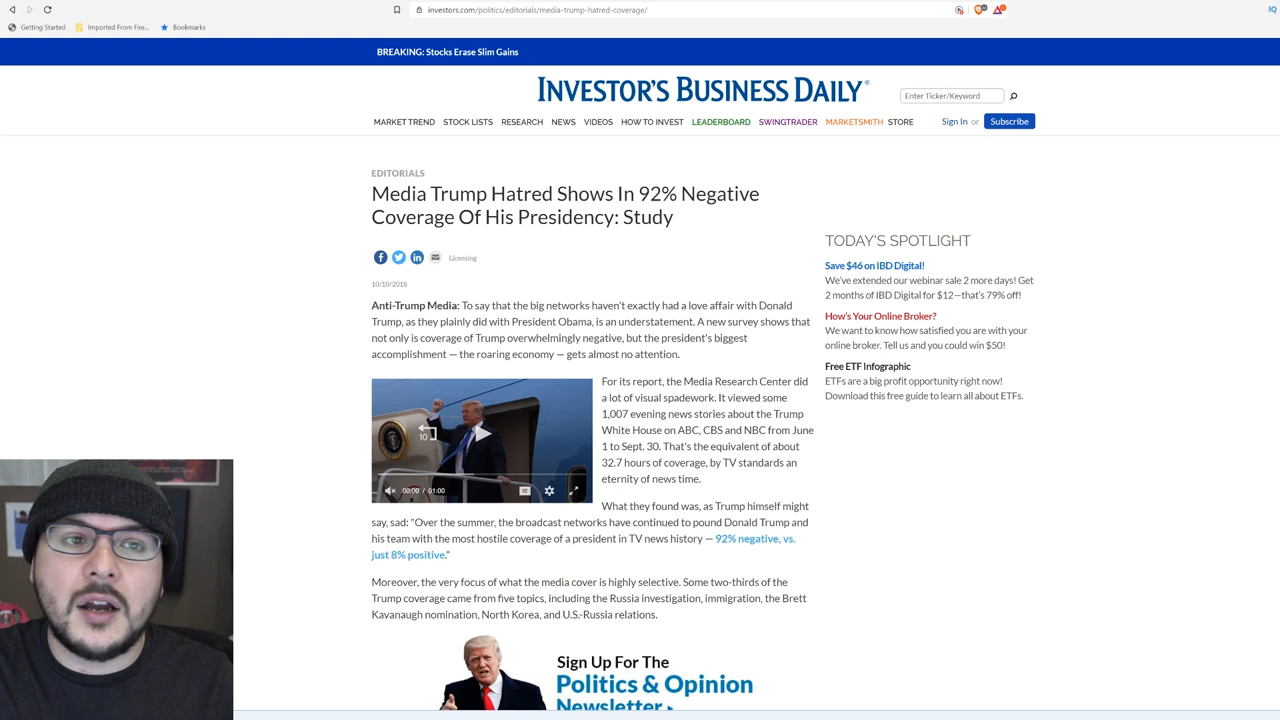 investors.com/politics/editorials/media-trump-hatred-coverage/
IQ
Getting Started
Imported From Fire...
Bookmarks
BREAKING: Stocks Erase Slim Gains
INVESTOR'S BUSINESS DAILY®
Enter Ticker/Keyword
MARKET TREND STOCK LISTS RESEARCH NEWS VIDEOS HOW TO INVEST LEADERBOARD SWINGTRADER MARKETSMITH STORE
Sign In or Subscribe
EDITORIALS
Media Trump Hatred Shows In 92% Negative
Coverage Of His Presidency: Study
Licensing
10/10/2018
Anti-Trump Media: To say that the big networks haven't exactly had a love affair with Donald
Trump, as they plainly did with President Obama, is an understatement. A new survey shows that
not only is coverage of Trump overwhelmingly negative, but the president's biggest
accomplishment — the roaring economy — gets almost no attention.
10
00:00 / 01:00
CC
For its report, the Media Research Center did
a lot of visual spadework. It viewed some
1,007 evening news stories about the Trump
White House on ABC, CBS and NBC from June
1 to Sept. 30. That's the equivalent of about
32.7 hours of coverage, by TV standards an
eternity of news time.
What they found was, as Trump himself might
say, sad: "Over the summer, the broadcast networks have continued to pound Donald Trump and
his team with the most hostile coverage of a president in TV news history — 92% negative, vs.
just 8% positive."
Moreover, the very focus of what the media cover is highly selective. Some two-thirds of the
Trump coverage came from five topics, including the Russia investigation, immigration, the Brett
Kavanaugh nomination, North Korea, and U.S.-Russia relations.
Sign Up For The
Politics & Opinion
Newsletter
TODAY'S SPOTLIGHT
Save $46 on IBD Digital!
We've extended our webinar sale 2 more days! Get
2 months of IBD Digital for $12—that's 79% off!
How's Your Online Broker?
We want to know how satisfied you are with your
online broker. Tell us and you could win $50!
Free ETF Infographic
ETFs are a big profit opportunity right now!
Download this free guide to learn all about ETFs.